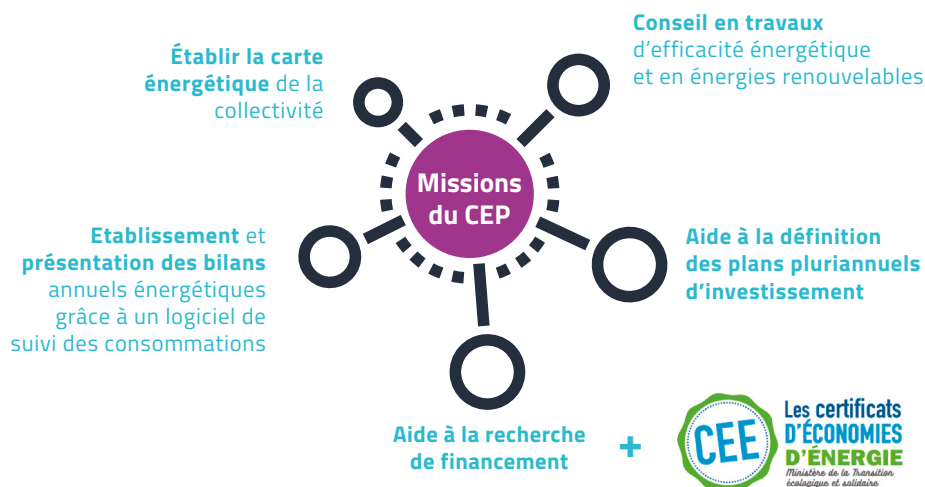 Établir la carte
énergétique de la
collectivité
Conseil en travaux
d'efficacité énergétique
et en énergies renouvelables
Missions
du CEP
Etablissement et
présentation des bilans
annuels énergétiques
grâce à un logiciel de
suivi des consommations
Aide à la définition
des plans pluriannuels
d'investissement
Aide à la recherche
de financement
+
CEE
Les certificats
D'ÉCONOMIES
D'ÉNERGIE
Ministère de la Transition
écologique et solidaire